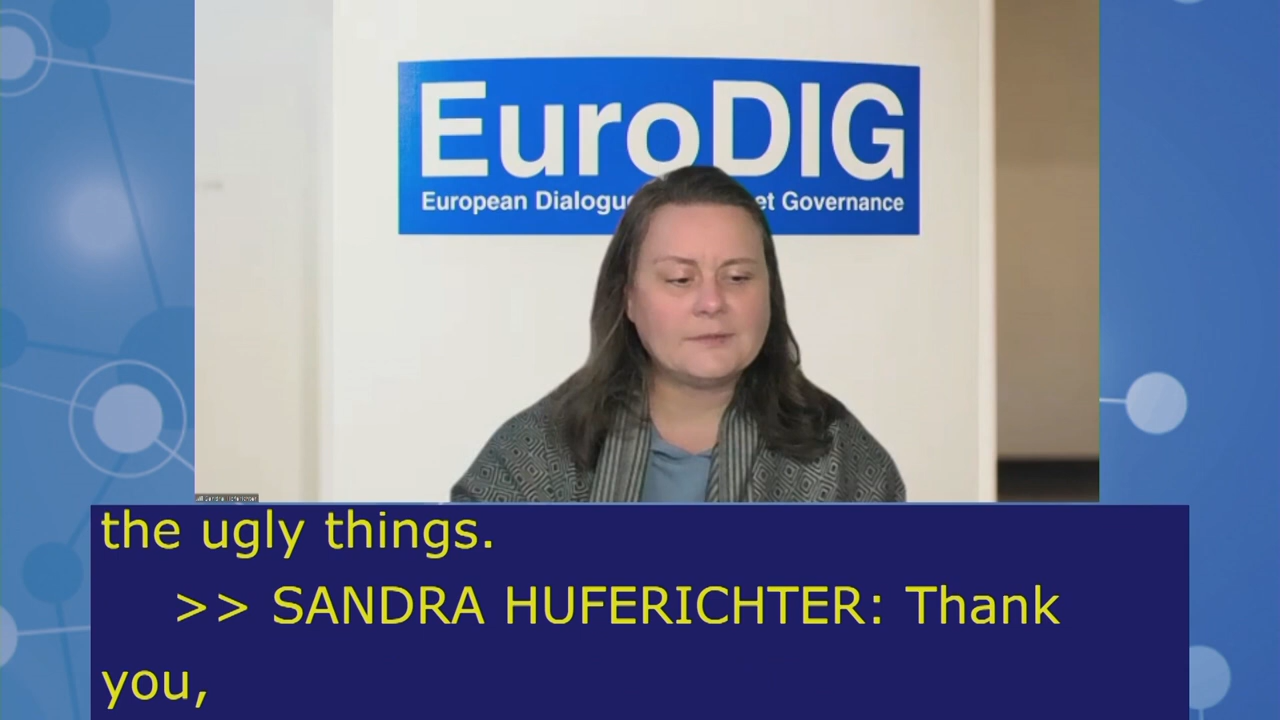 EuroDIG
European Dialogu et Governance
the ugly things.
>> SANDRA HUFERICHTER: Thank
you,